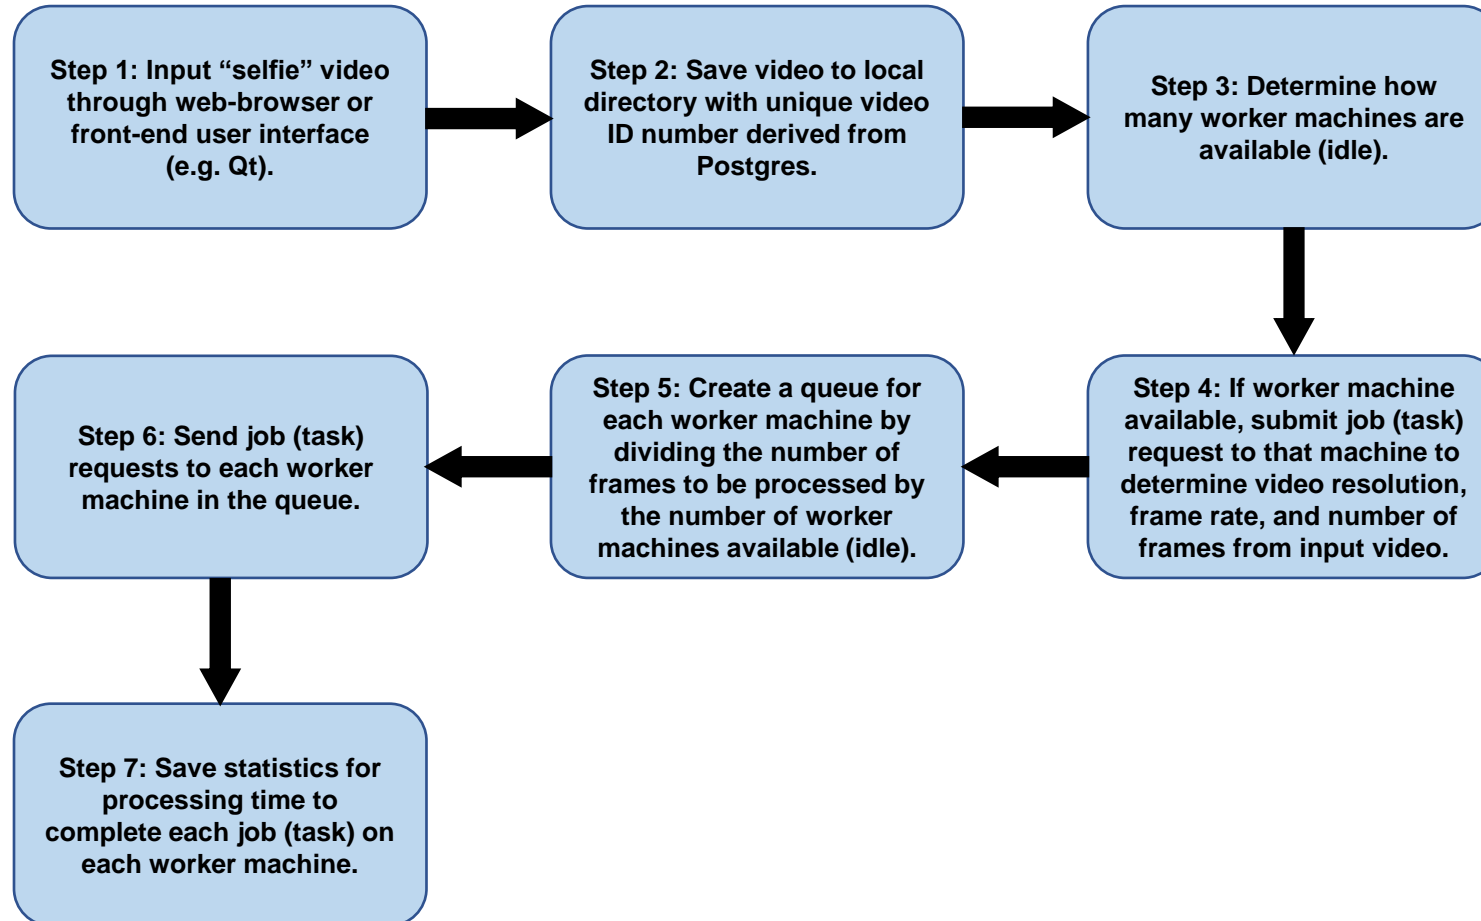 Step 1: Input “selfie” video
through web-browser or
front-end user interface
(e.g. Qt).
Step 2: Save video to local
directory with unique video
ID number derived from
Postgres.
Step 3: Determine how
many worker machines are
available (idle).
Step 4: If worker machine
available, submit job (task)
request to that machine to
determine video resolution,
frame rate, and number of
frames from input video.
Step 5: Create a queue for
each worker machine by
dividing the number of
frames to be processed by
the number of worker
machines available (idle).
Step 6: Send job (task)
requests to each worker
machine in the queue.
Step 7: Save statistics for
processing time to
complete each job (task) on
each worker machine.